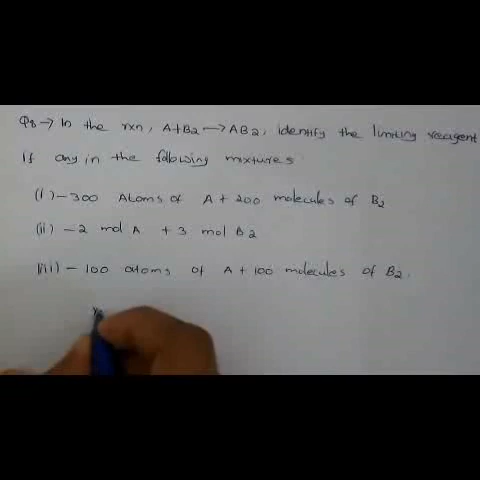 Q8→ In the rxn, A+B2→AB2, identify the limiting reagent
If any in the following mixtures
(i) – 300 Atoms of A + 200 molecules of B2
(ii) – 2 mol A + 3 mol B2
(iii) – 100 atoms of A + 100 molecules of B2.